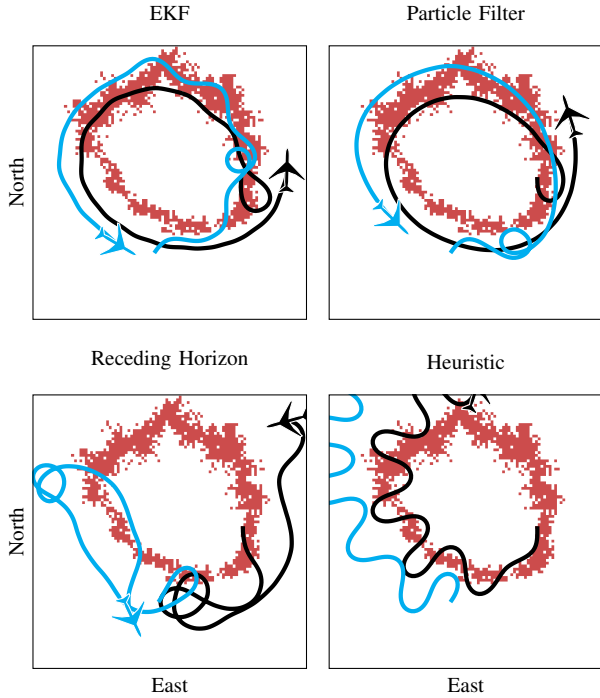 EKF Particle Filter
North
Receding Horizon Heuristic
North
East East